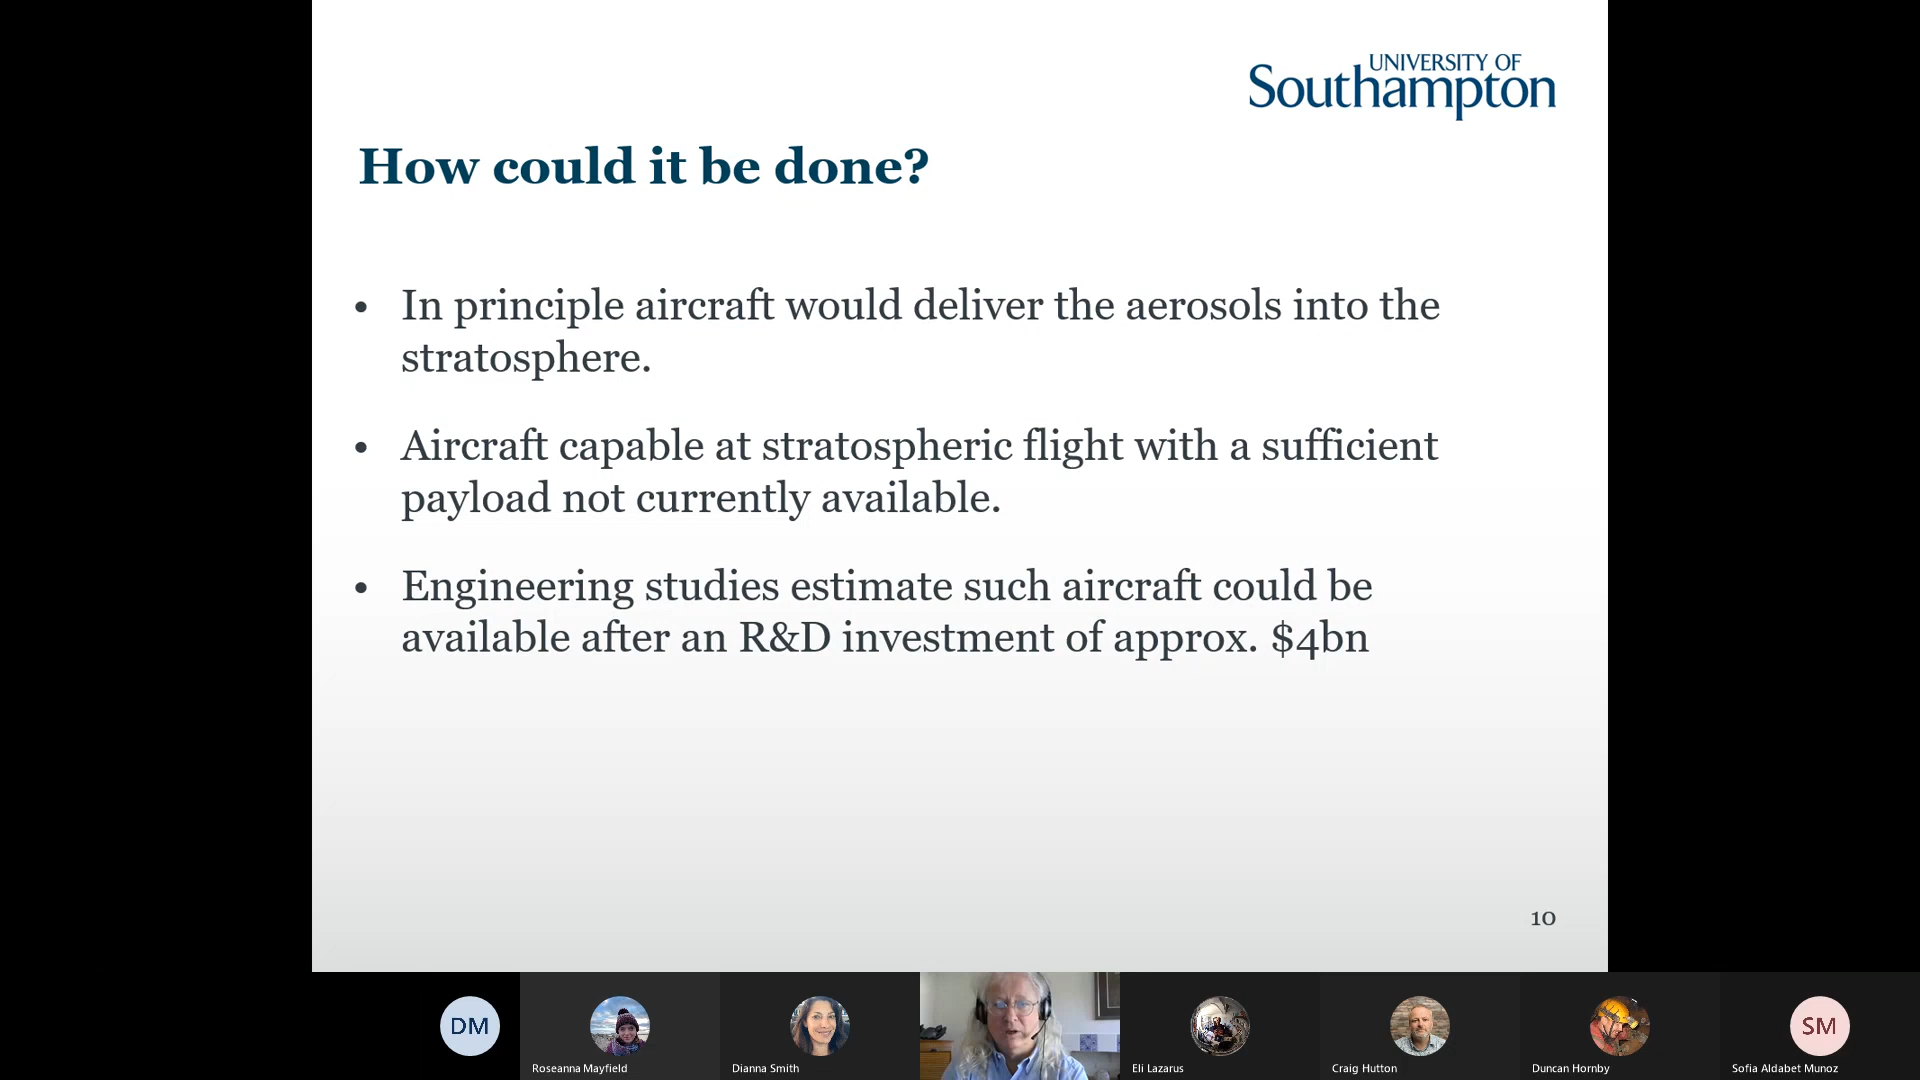 UNIVERSITY OF
Southampton
How could it be done?
• In principle aircraft would deliver the aerosols into the
stratosphere.
• Aircraft capable at stratospheric flight with a sufficient
payload not currently available.
• Engineering studies estimate such aircraft could be
available after an R&D investment of approx. $4bn
10
DM
Roseanna Mayfield
Dianna Smith
Eli Lazarus
Craig Hutton
Duncan Hornby
SM
Sofia Aldabet Munoz